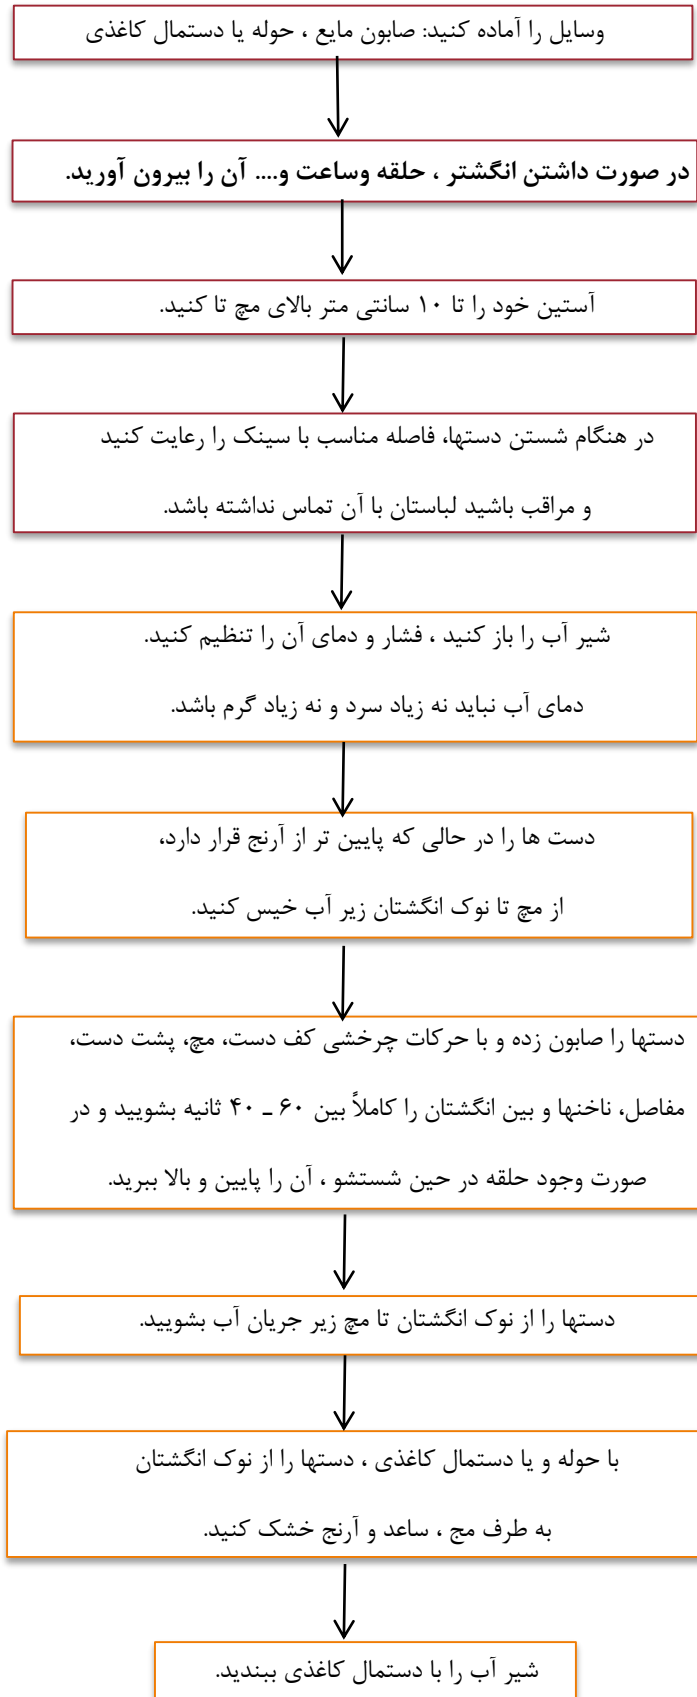 وسایل را آماده کنید: صابون مایع ، حوله یا دستمال کاغذی
در صورت داشتن انگشتر ، حلقه وساعت و.... آن را بیرون آورید.
آستین خود را تا ۱۰ سانتی متر بالای مچ تا کنید.
در هنگام شستن دستها، فاصله مناسب با سینک را رعایت کنید
و مراقب باشید لباستان با آن تماس نداشته باشد.
شیر آب را باز کنید ، فشار و دمای آن را تنظیم کنید.
دمای آب نباید نه زیاد سرد و نه زیاد گرم باشد.
دست ها را در حالی که پایین تر از آرنج قرار دارد،
از مچ تا نوک انگشتان زیر آب خیس کنید.
دستها را صابون زده و با حرکات چرخشی کف دست، مچ، پشت دست،
مفاصل، ناخنها و بین انگشتان را کاملاً بین ۶۰ ـ ۴۰ ثانیه بشویید و در
صورت وجود حلقه در حین شستشو ، آن را پایین و بالا ببرید.
دستها را از نوک انگشتان تا مچ زیر جریان آب بشویید.
با حوله و یا دستمال کاغذی ، دستها را از نوک انگشتان
به طرف مچ ، ساعد و آرنج خشک کنید.
شیر آب را با دستمال کاغذی ببندید.